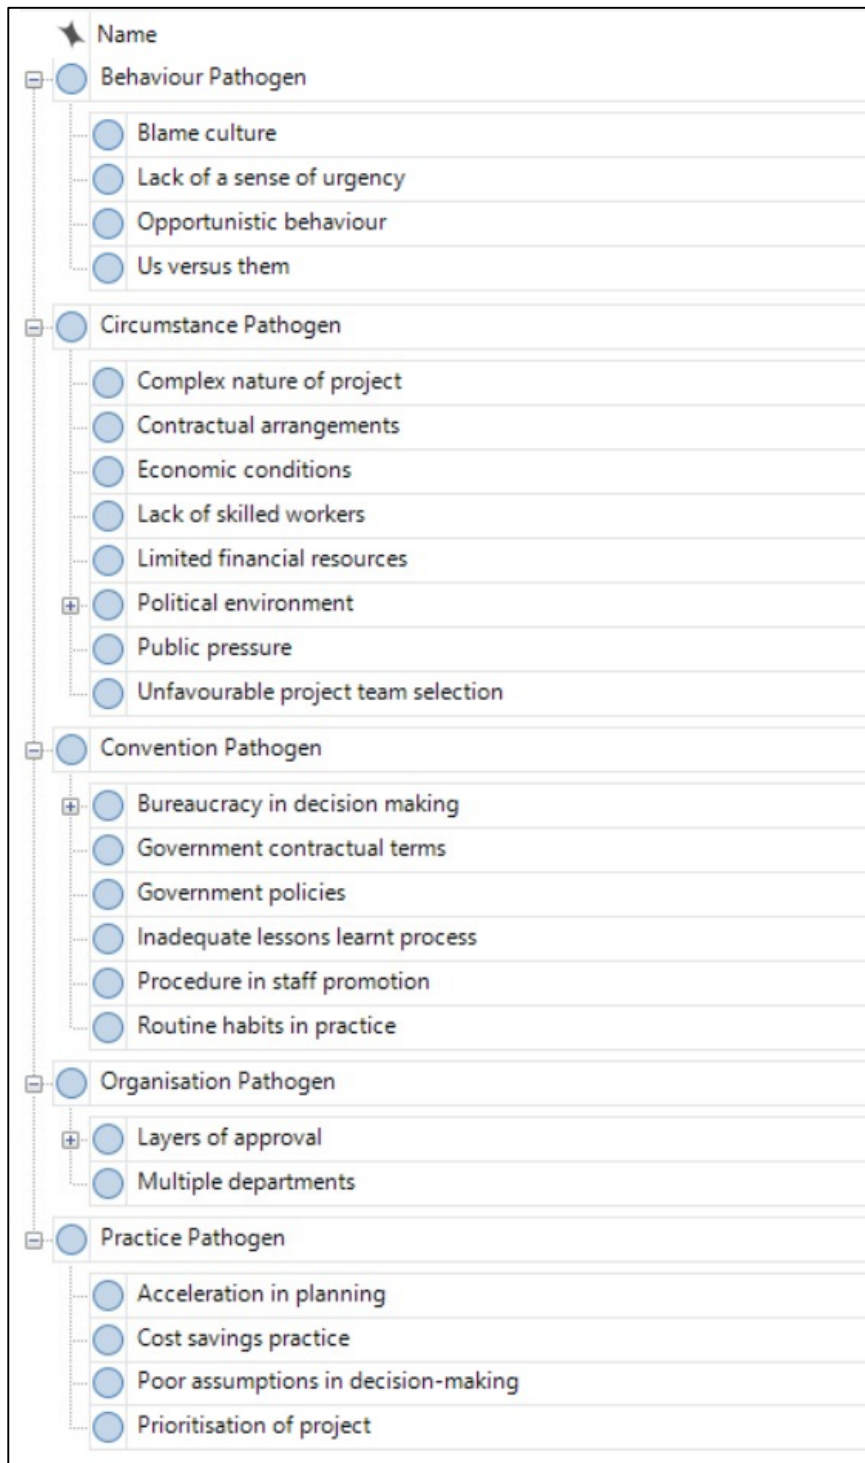 Name
Behaviour Pathogen
Blame culture
Lack of a sense of urgency
Opportunistic behaviour
Us versus them
Circumstance Pathogen
Complex nature of project
Contractual arrangements
Economic conditions
Lack of skilled workers
Limited financial resources
Political environment
Public pressure
Unfavourable project team selection
Convention Pathogen
Bureaucracy in decision making
Government contractual terms
Government policies
Inadequate lessons learnt process
Procedure in staff promotion
Routine habits in practice
Organisation Pathogen
Layers of approval
Multiple departments
Practice Pathogen
Acceleration in planning
Cost savings practice
Poor assumptions in decision-making
Prioritisation of project